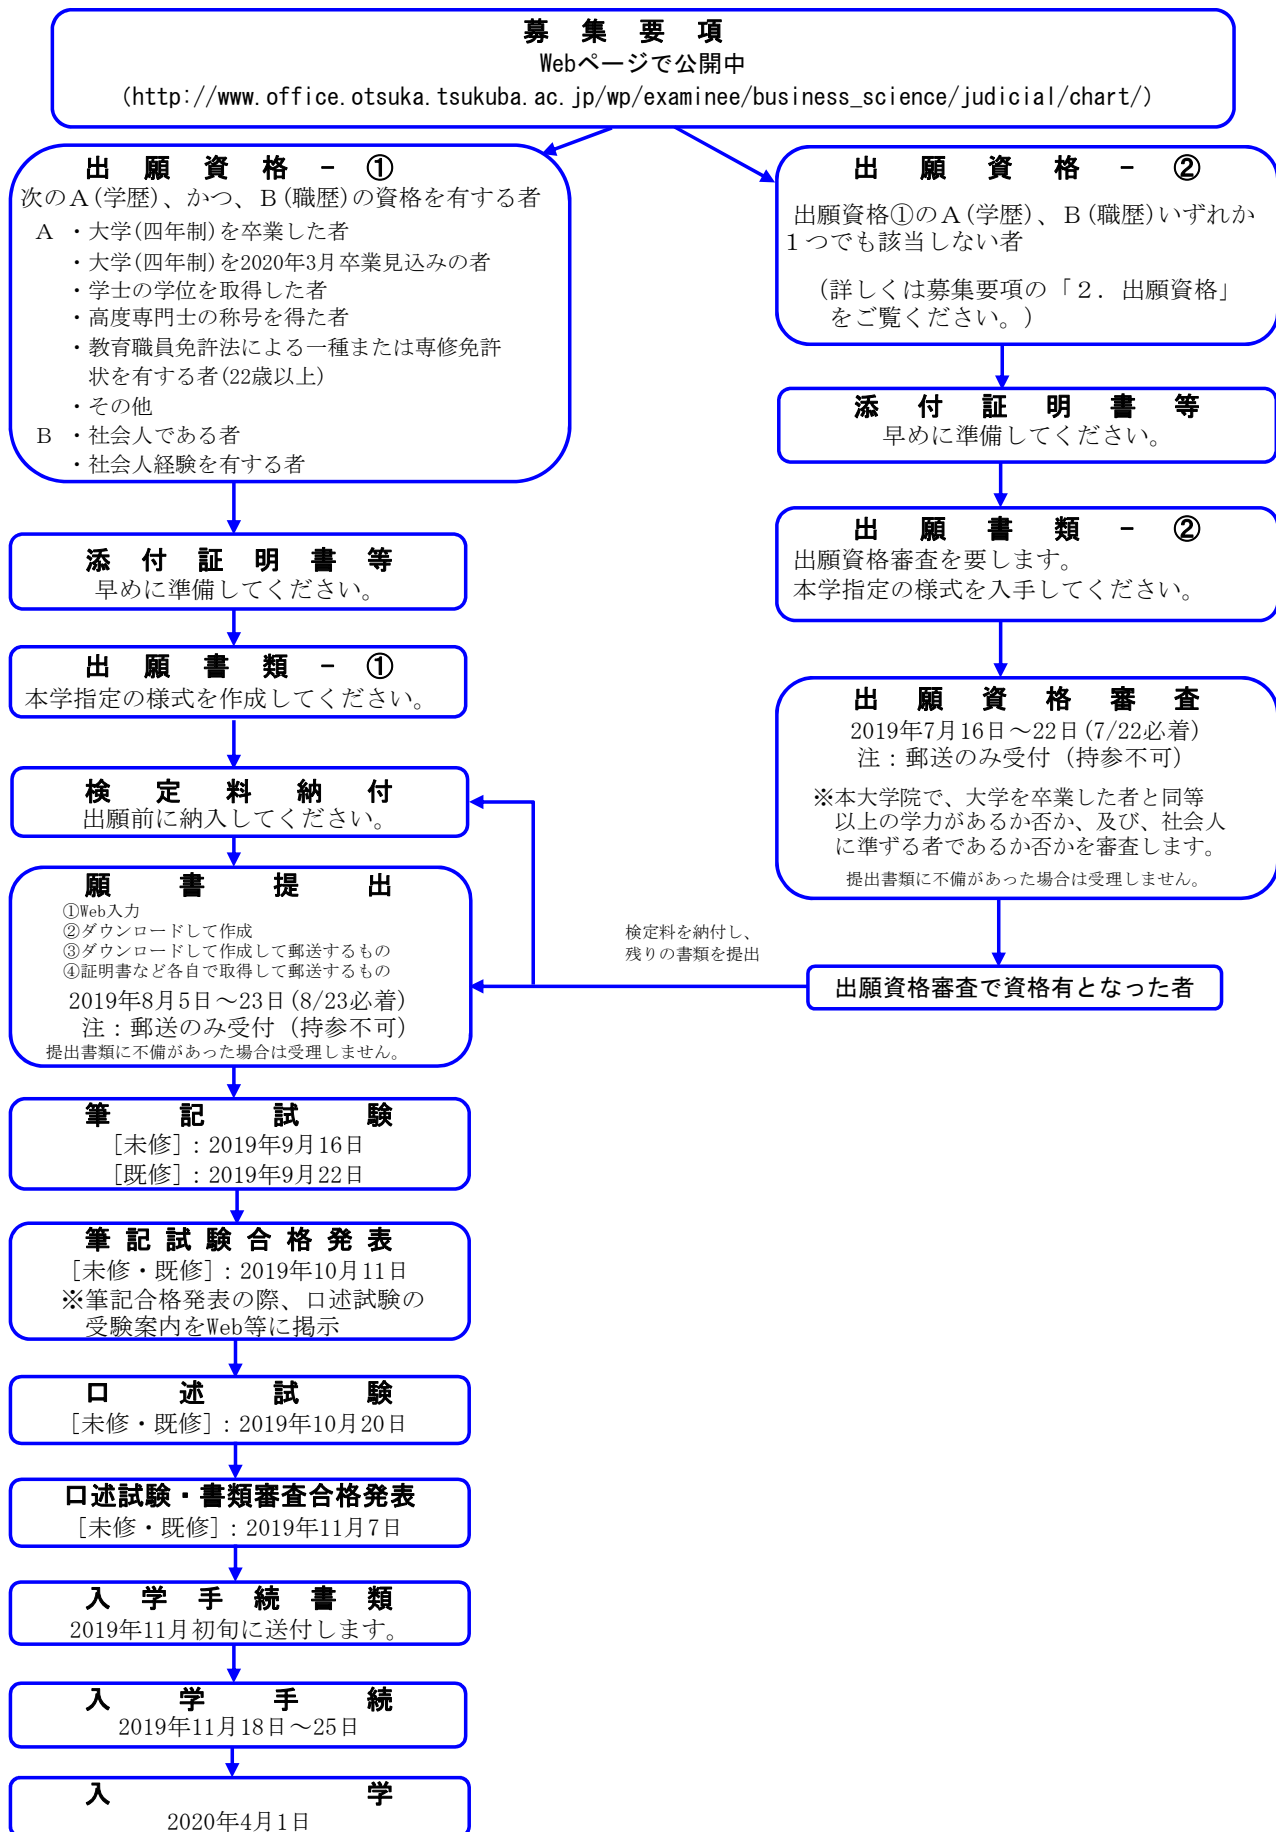 募集要項
Webページで公開中
(http://www.office.otsuka.tsukuba.ac.jp/wp/examinee/business_science/judicial/chart/)
出願資格-①
次のA(学歴)、かつ、B(職歴)の資格を有する者
A ・大学(四年制)を卒業した者
・大学(四年制)を2020年3月卒業見込みの者
・学士の学位を取得した者
・高度専門士の称号を得た者
・教育職員免許法による一種または専修免許
状を有する者(22歳以上)
・その他
B ・社会人である者
・社会人経験を有する者
添付証明書等
早めに準備してください。
出願書類-①
本学指定の様式を作成してください。
検定料納付
出願前に納入してください。
願書提出
①Web入力
②ダウンロードして作成
③ダウンロードして作成して郵送するもの
④証明書など各自で取得して郵送するもの
2019年8月5日～23日(8/23必着)
注：郵送のみ受付（持参不可）
提出書類に不備があった場合は受理しません。
筆記試験
[未修]：2019年9月16日
[既修]：2019年9月22日
筆記試験合格発表
[未修・既修]：2019年10月11日
※筆記合格発表の際、口述試験の
受験案内をWeb等に掲示
口述試験
[未修・既修]：2019年10月20日
口述試験・書類審査合格発表
[未修・既修]：2019年11月7日
入学手続書類
2019年11月初旬に送付します。
入学手続
2019年11月18日～25日
入学
2020年4月1日
出願資格-②
出願資格①のA(学歴)、B(職歴)いずれか
1つでも該当しない者
（詳しくは募集要項の「2．出願資格」
をご覧ください。）
添付証明書等
早めに準備してください。
出願書類-②
出願資格審査を要します。
本学指定の様式を入手してください。
出願資格審査
2019年7月16日～22日(7/22必着)
注：郵送のみ受付（持参不可）
※本大学院で、大学を卒業した者と同等
以上の学力があるか否か、及び、社会人
に準ずる者であるか否かを審査します。
提出書類に不備があった場合は受理しません。
出願資格審査で資格有となった者
検定料を納付し、
残りの書類を提出